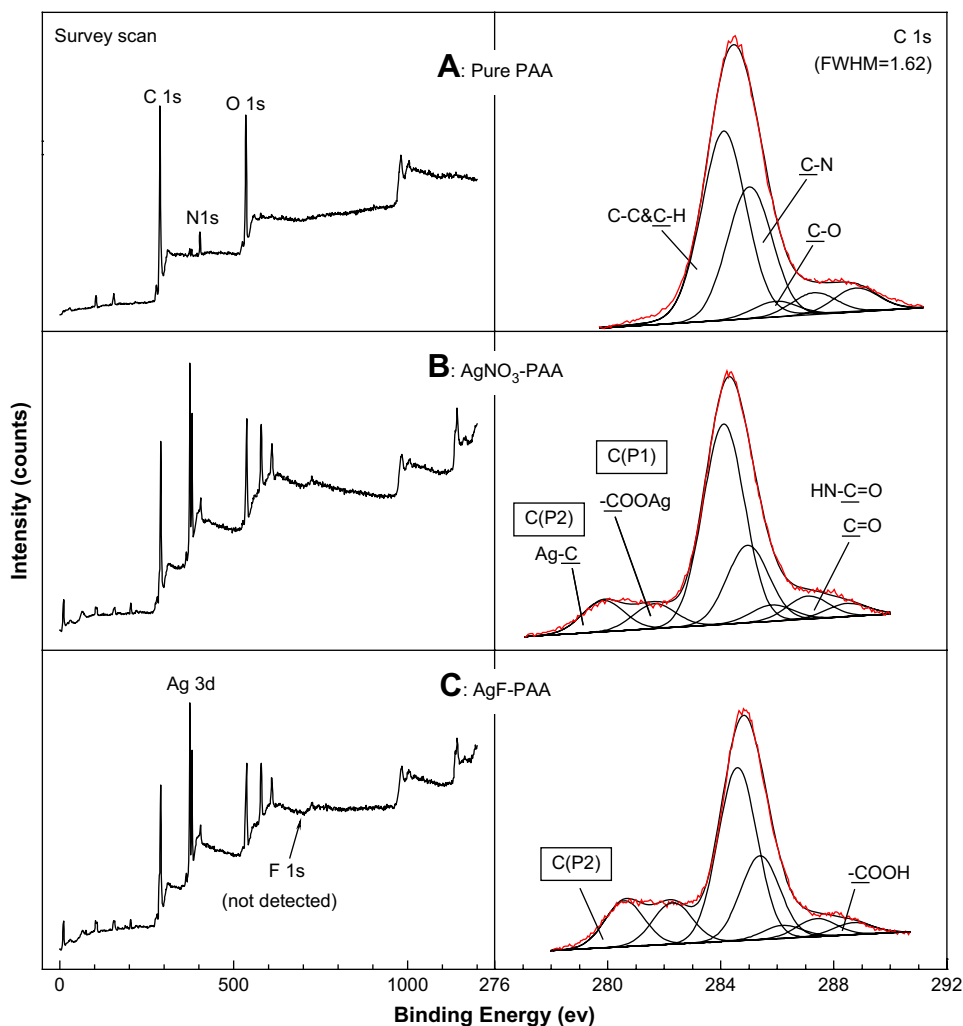 Survey scan
C 1s
(FWHM=1.62)
A: Pure PAA
C 1s
O 1s
N1s
C-N
C-C&C-H
C-O
B: AgNO3-PAA
C(P1)
-COOAg
C(P2)
Ag-C
HN-C=O
C=O
C: AgF-PAA
Ag 3d
F 1s
(not detected)
C(P2)
-COOH
Intensity (counts)
0 500 1000 276 280 284 288 292
Binding Energy (ev)